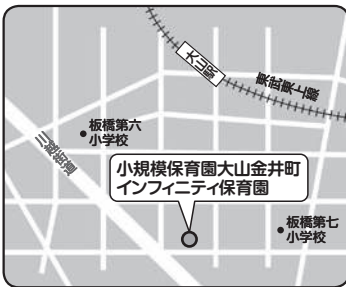 大山駅
東武東上線
板橋第六
小学校
川越街道
小規模保育園大山金井町
インフィニティ保育園
板橋第七
小学校